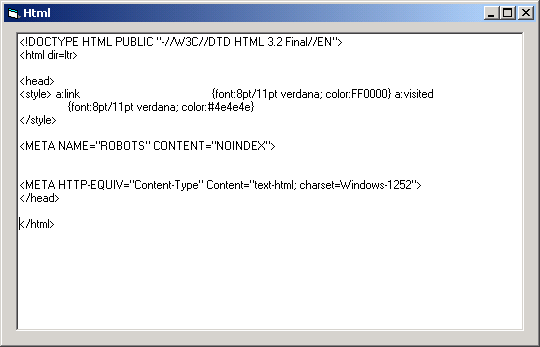 Html
<!DOCTYPE HTML PUBLIC "-//W3C//DTD HTML 3.2 Final//EN">
<html dir=ltr>
<head>
<style> a:link {font:8pt/11pt verdana; color:FF0000} a:visited
{font:8pt/11pt verdana; color:#4e4e4e}
</style>
<META NAME="ROBOTS" CONTENT="NOINDEX">
<META HTTP-EQUIV="Content-Type" Content="text-html; charset=Windows-1252">
</head>
</html>